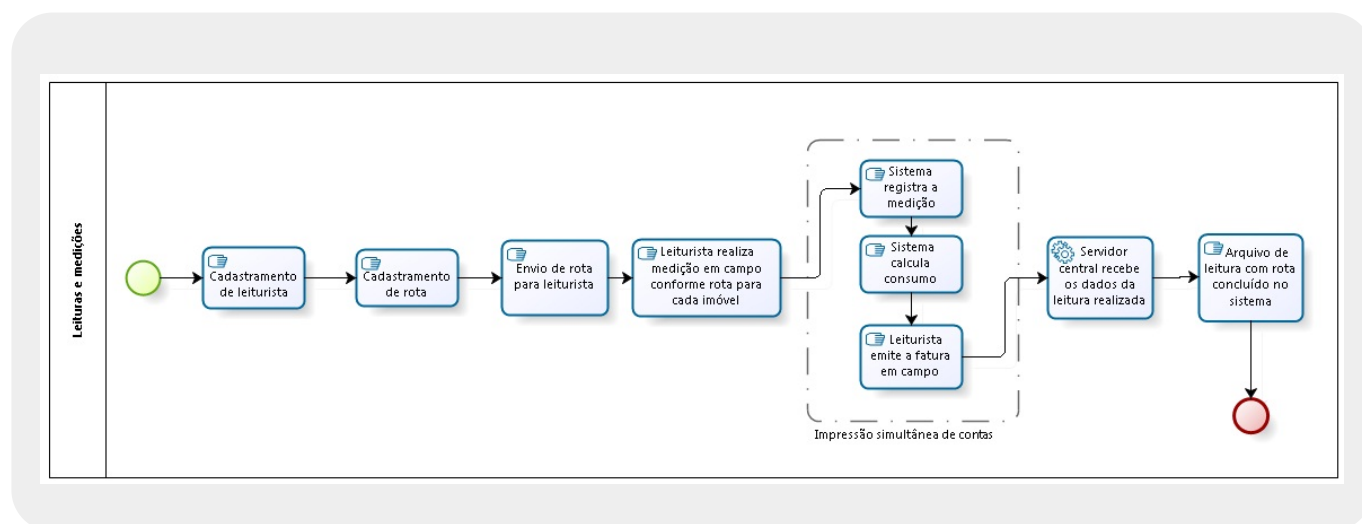 Leituras e medições
Cadastramento
de leiturista
Cadastramento
de rota
Envio de rota
para leiturista
Leiturista realiza
medição em campo
conforme rota para
cada imóvel
Sistema
registra a
medição
Sistema
calcula
consumo
Leiturista
emite a fatura
em campo
Impressão simultânea de contas
Servidor
central recebe
os dados da
leitura realizada
Arquivo de
leitura com rota
concluído no
sistema